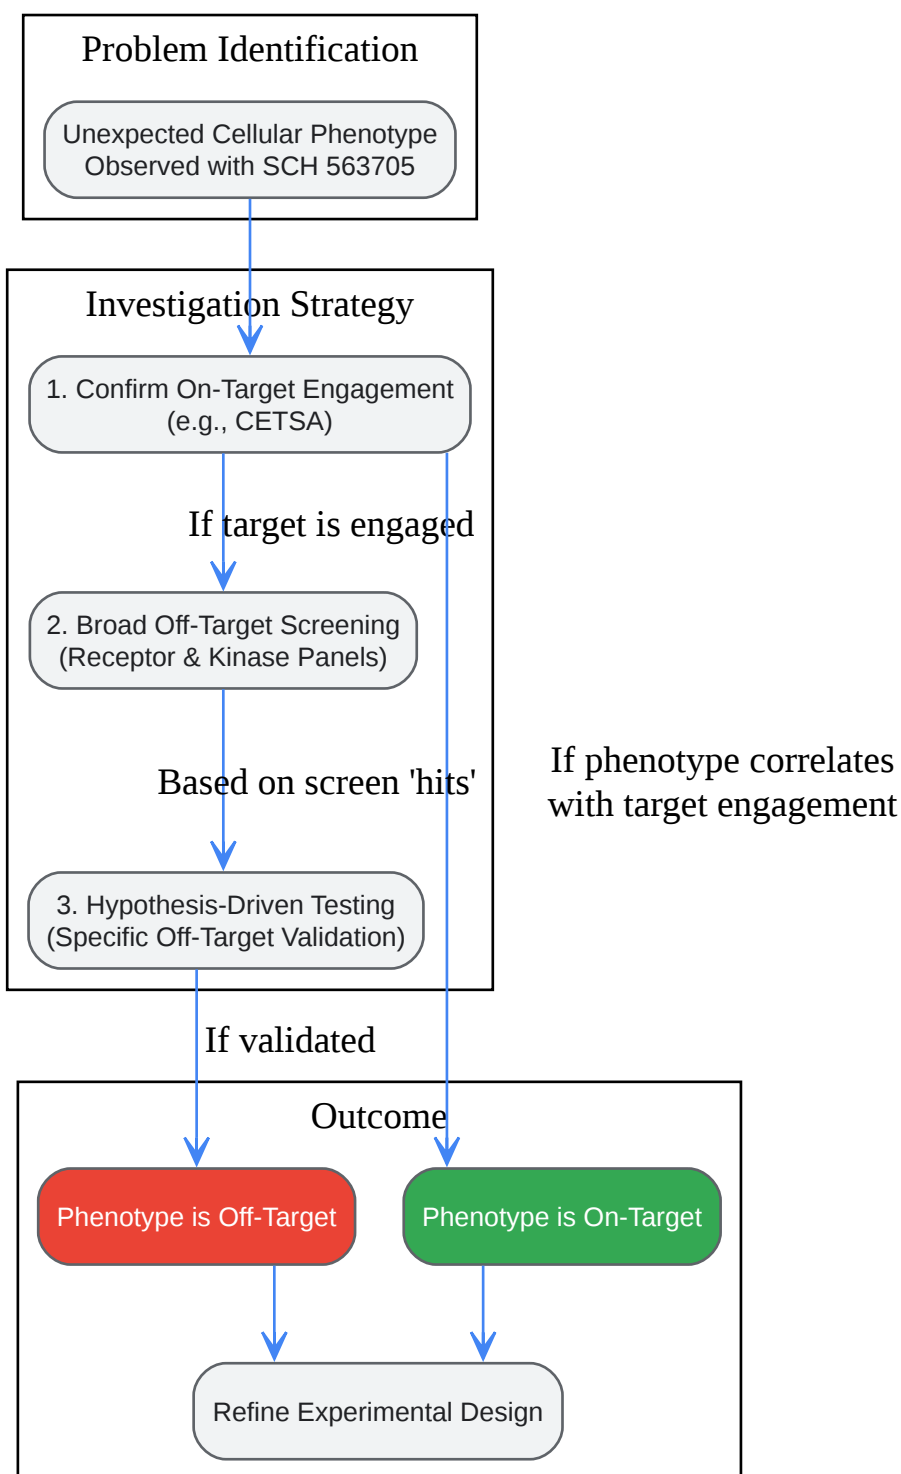 Problem Identification
Unexpected Cellular Phenotype
Observed with SCH 563705
Investigation Strategy
1. Confirm On-Target Engagement
(e.g., CETSA)
If target is engaged
2. Broad Off-Target Screening
(Receptor & Kinase Panels)
Based on screen 'hits'
If phenotype correlates
with target engagement
3. Hypothesis-Driven Testing
(Specific Off-Target Validation)
If validated
Outcome
Phenotype is Off-Target
Phenotype is On-Target
Refine Experimental Design